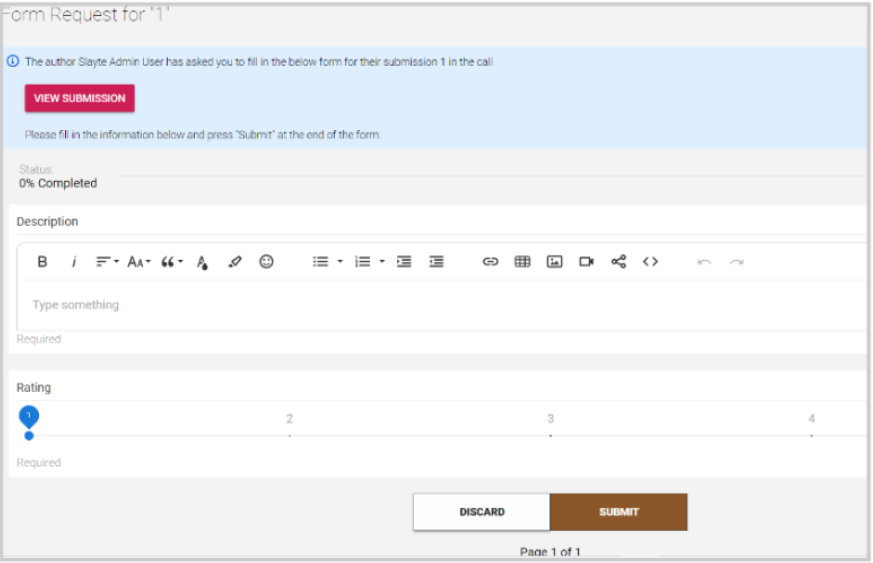 Form Request for "1"
The author Slayte Admin User has asked you to fill in the below form for their submission 1 in the call
VIEW SUBMISSION
Please fill in the information below and press "Submit" at the end of the form.
Status:
0% Completed
Description
B i AA
Type something
Required
Rating
1 2 3 4
Required
DISCARD SUBMIT
Page 1 of 1